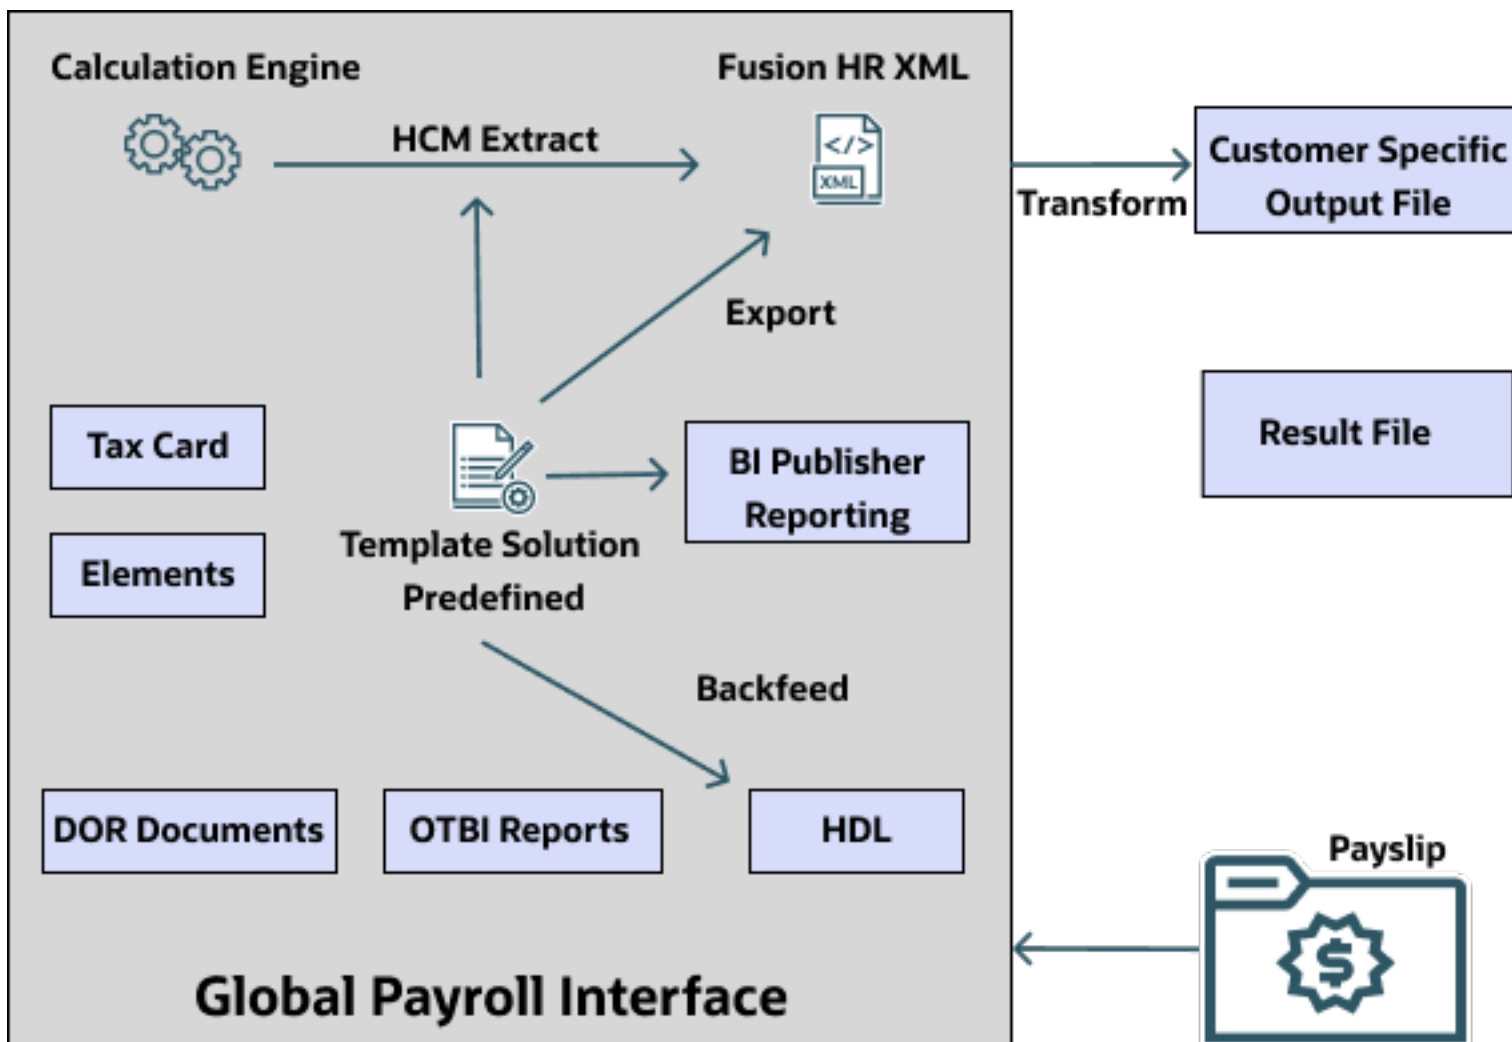 Calculation Engine
Fusion HR XML
HCM Extract
</>
XML
Customer Specific
Output File
Transform
Export
Tax Card
BI Publisher
Reporting
Result File
Template Solution
Predefined
Elements
Backfeed
DOR Documents
OTBI Reports
HDL
Payslip
$
Global Payroll Interface